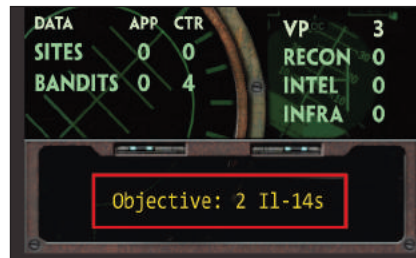 DATA APP CTR
SITES 0 0
BANDITS 0 4
VP 3
RECON 0
INTEL 0
INFRA 0
Objective: 2 Il-14s